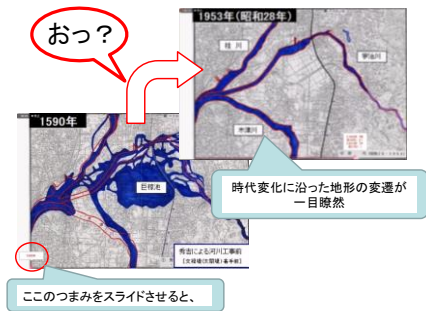 おっ？
1953年（昭和28年）
桂川
宇治川
木津川
1590年
巨椋池
秀吉による河川工事前
【文禄堤（文閣堤）着手前】
時代変化に沿った地形の変遷が
一目瞭然
ここのつまみをスライドさせると、